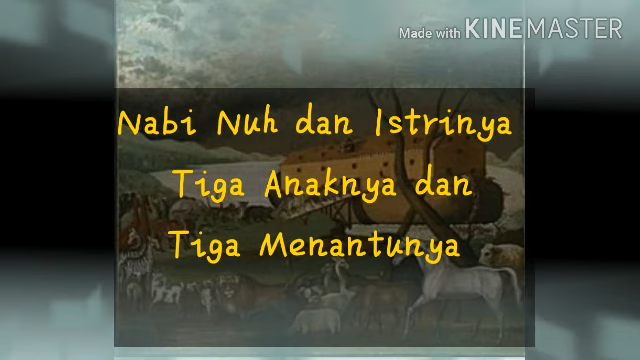 Made with KINEMASTER
Nabi Nuh dan Istrinya
Tiga Anaknya dan
Tiga Menantunya